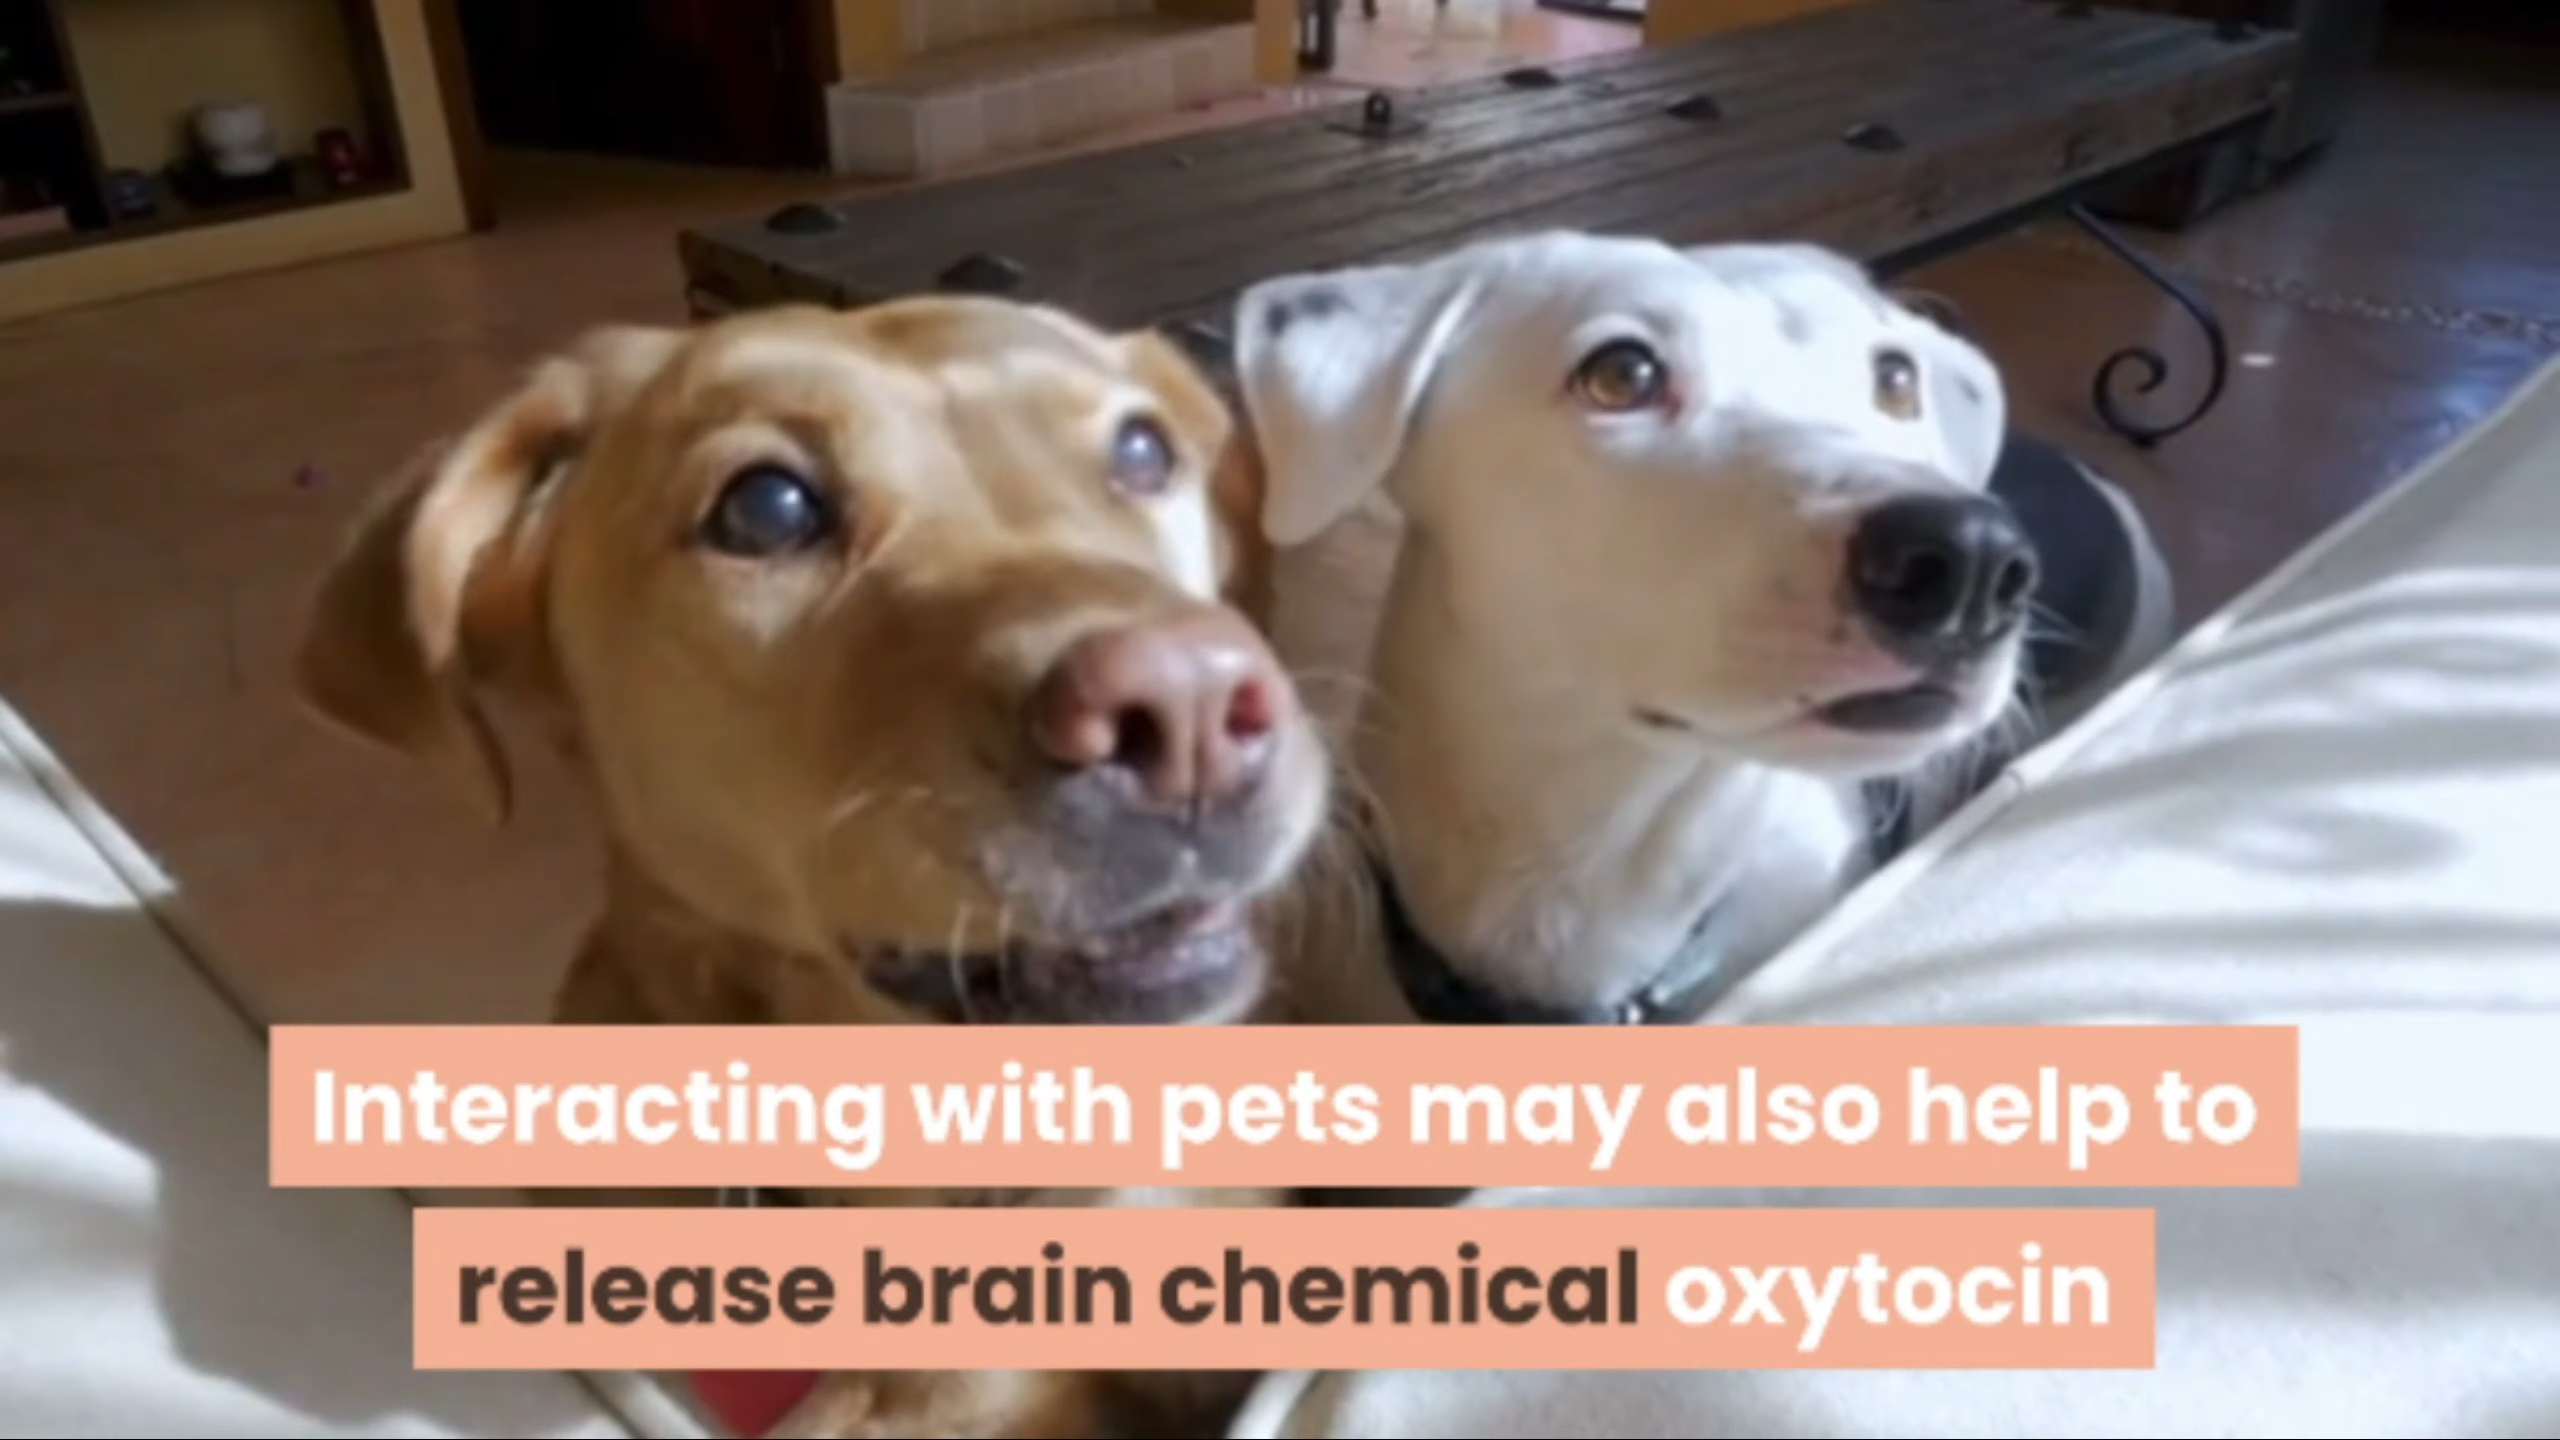 Interacting with pets may also help to
release brain chemical oxytocin